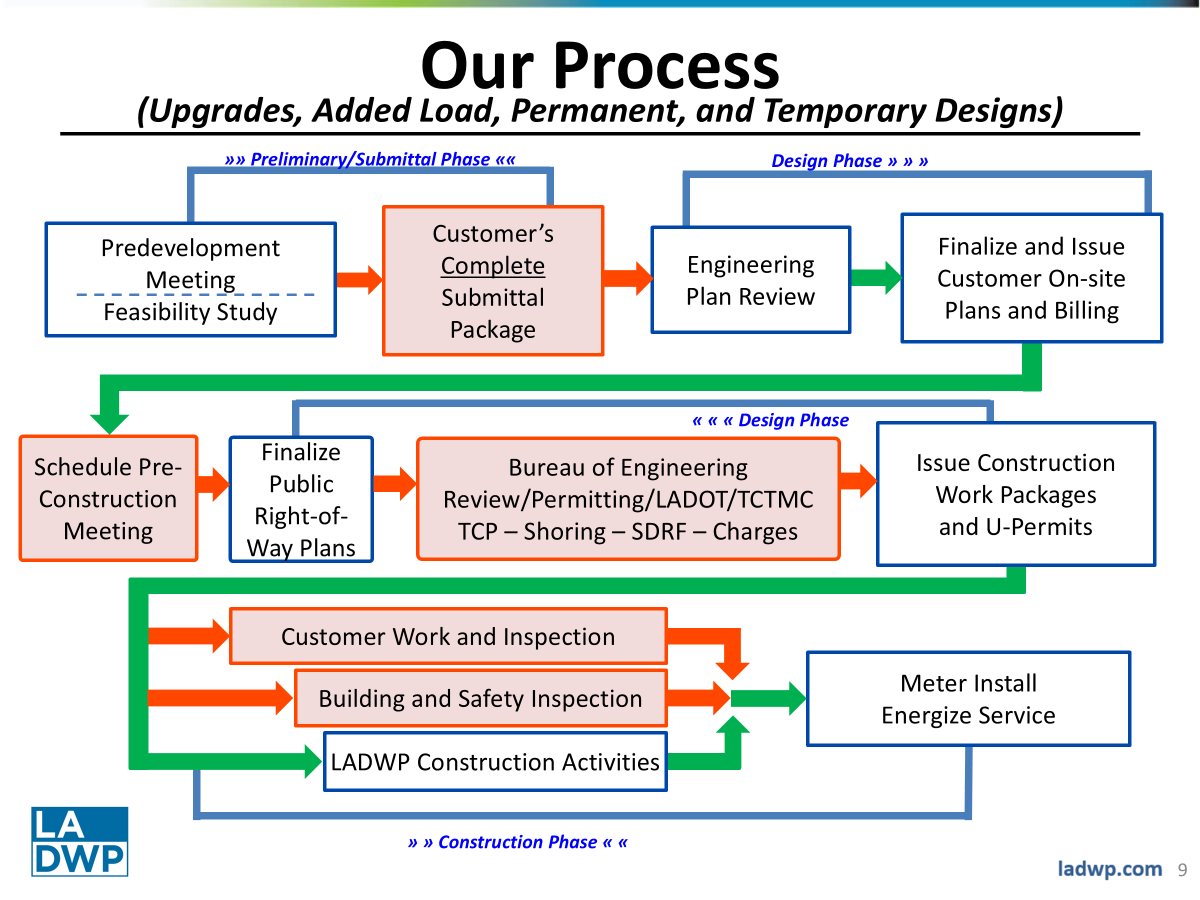 Our Process
(Upgrades, Added Load, Permanent, and Temporary Designs)
»» Preliminary/Submittal Phase ««
Design Phase » » »
Predevelopment
Meeting
Feasibility Study
Customer’s
Complete
Submittal
Package
Engineering
Plan Review
Finalize and Issue
Customer On-site
Plans and Billing
« « « Design Phase
Schedule Pre-
Construction
Meeting
Finalize
Public
Right-of-
Way Plans
Bureau of Engineering
Review/Permitting/LADOT/TCTMC
TCP – Shoring – SDRF – Charges
Issue Construction
Work Packages
and U-Permits
Customer Work and Inspection
Building and Safety Inspection
LADWP Construction Activities
Meter Install
Energize Service
» » Construction Phase « «
LA
DWP
ladwp.com 9